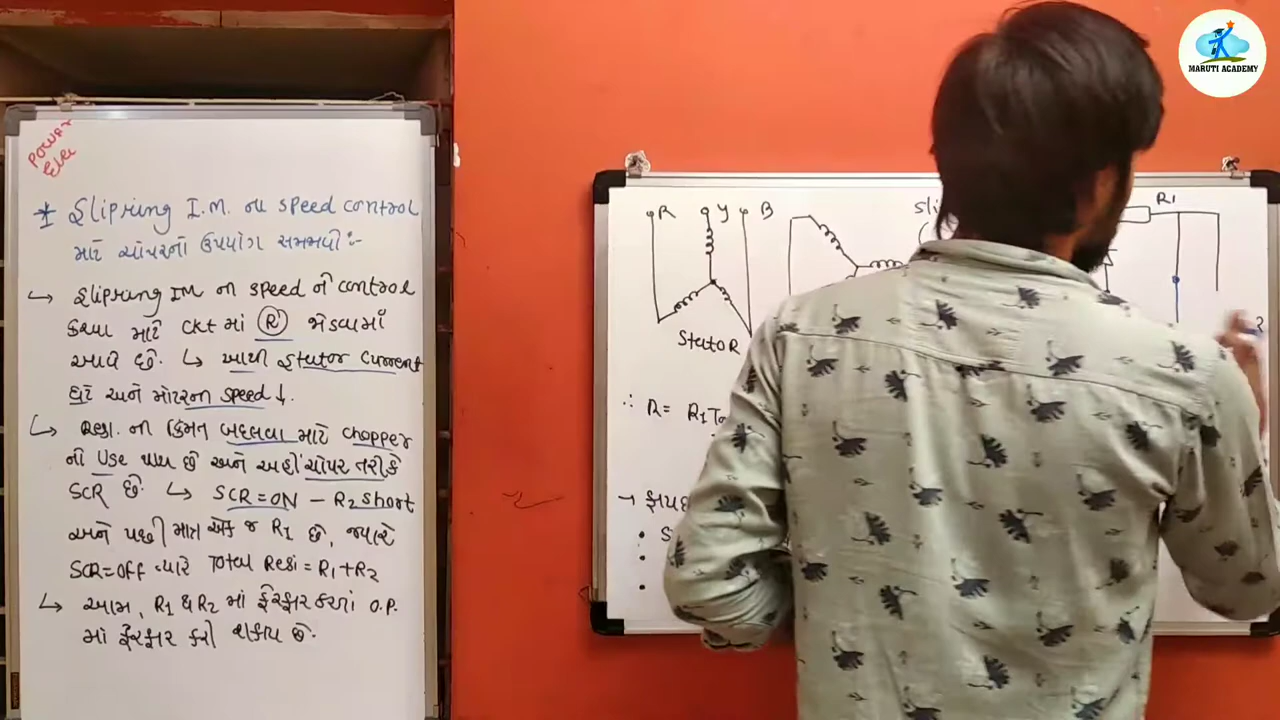 Power
Ele
* Slipring I.M. ના speed control
માટે ચોપરનો ઉપયોગ સમજાવો :-
↳ Slipring IM ના speed ને control
કરવા માટે ckt માં R જોડવામાં
આવે છે. ↳ આથી stator current
ઘટે અને મોટરના speed ↓.
↳ Resi. ની કિંમત બદલવા માટે chopper
નો use થાય છે અને અહીં ચોપર તરીકે
SCR છે. ↳ SCR = ON - R2 short
અને પછી માત્ર એક જ R1 છે, જ્યારે
SCR = OFF ત્યારે Total Resi = R1 + R2
↳ આમ, R1 & R2 માં ફેરફાર કરતાં O.P.
માં ફેરફાર કરી શકાય છે.
R Y B
R1
Stator
∴ R = R1
MARUTI ACADEMY